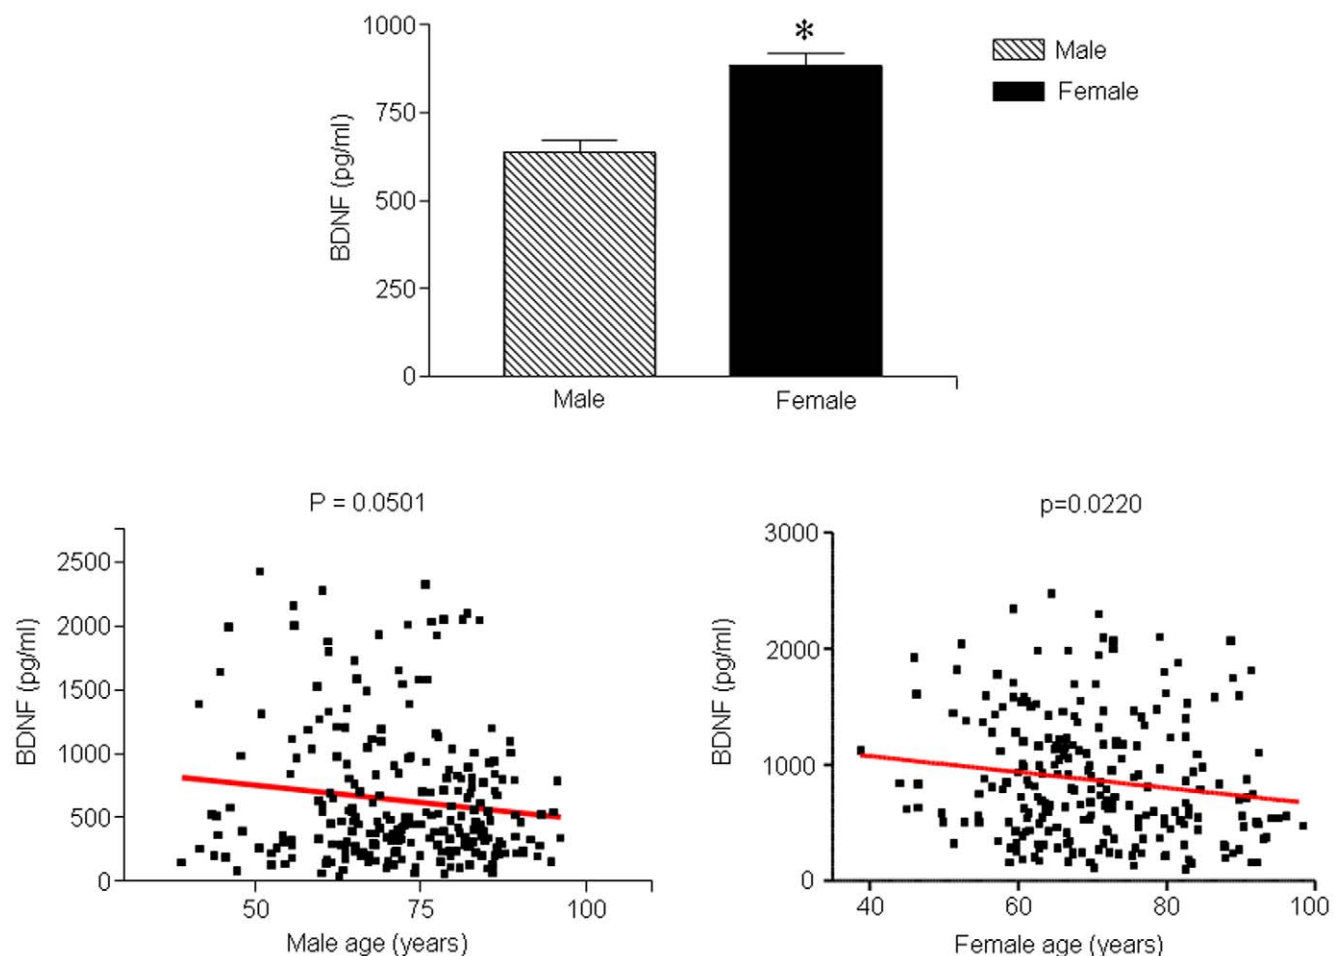 1000
750
500
250
0
BDNF (pg/ml)
*
Male
Female
Male
Female
P = 0.0501
2500
2000
1500
1000
500
0
BDNF (pg/ml)
50 75 100
Male age (years)
p=0.0220
3000
2000
1000
0
BDNF (pg/ml)
40 60 80 100
Female age (years)